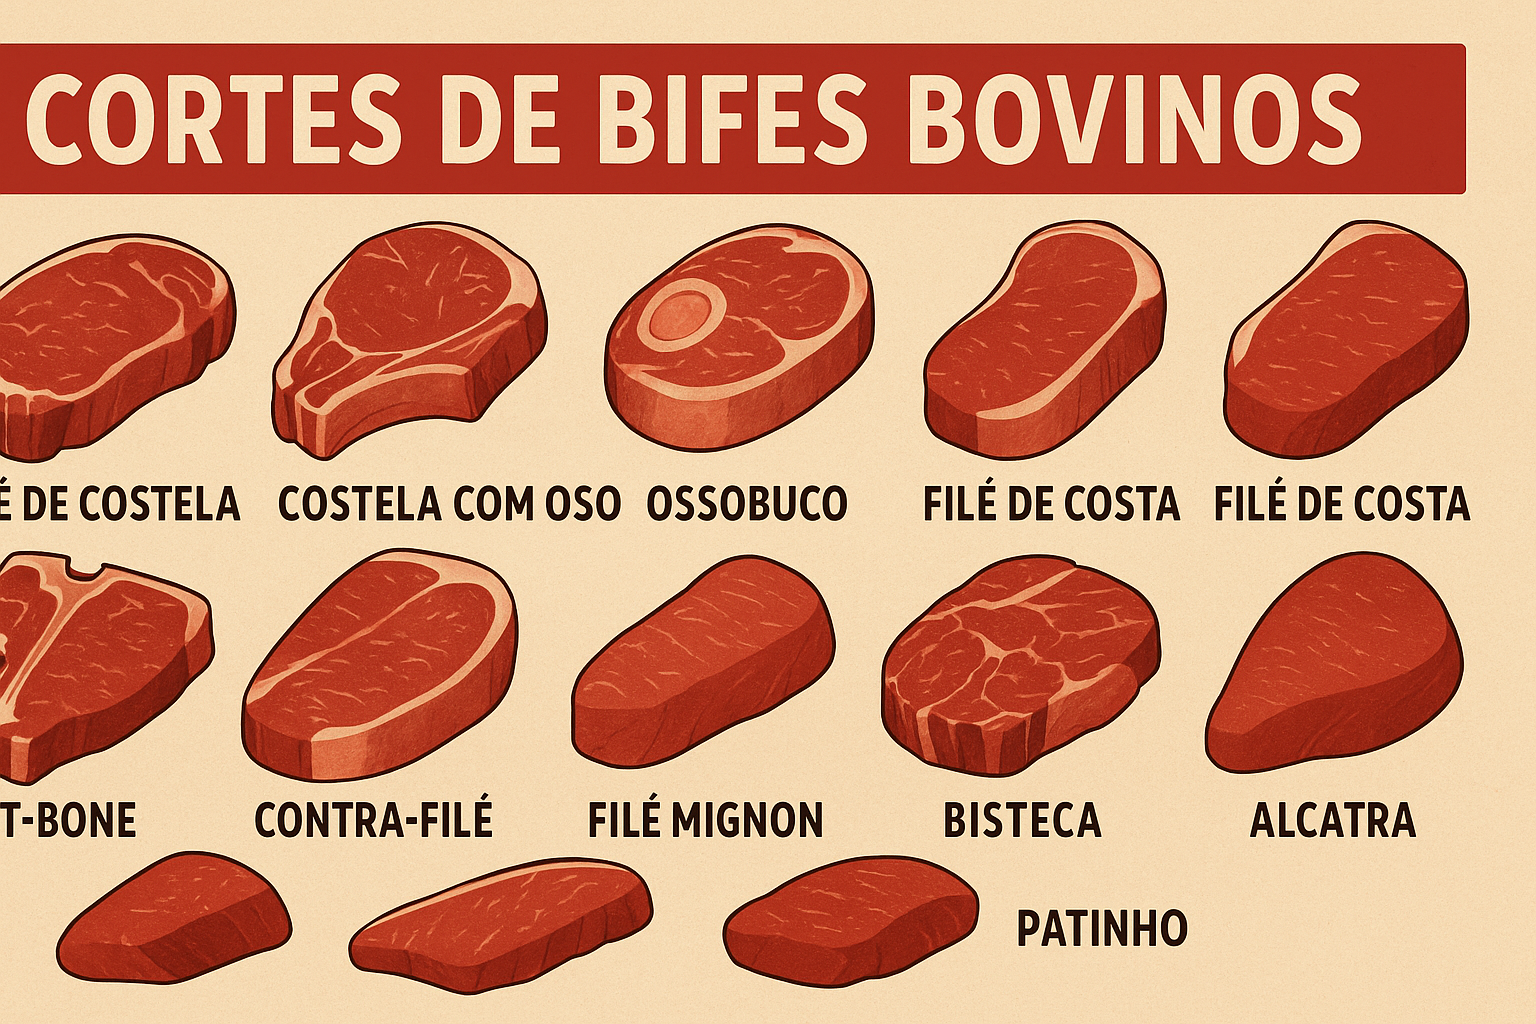 CORTES DE BIFES BOVINOS
É DE COSTELA COSTELA COM OSO OSSOBUCO FILÉ DE COSTA FILÉ DE COSTA
T-BONE CONTRA-FILÉ FILÉ MIGNON BISTECA ALCATRA
PATINHO